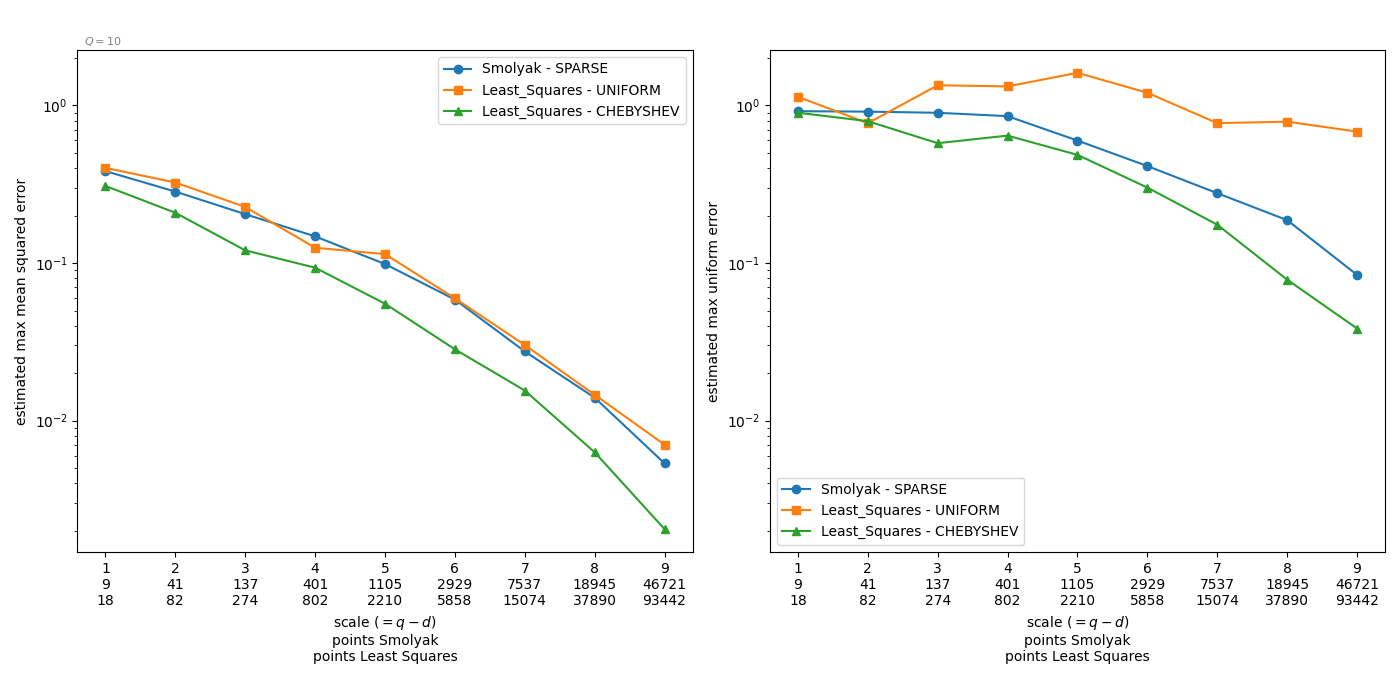 Q = 10
estimated max mean squared error
10⁰
10⁻¹
10⁻²
Smolyak - SPARSE
Least_Squares - UNIFORM
Least_Squares - CHEBYSHEV
1 2 3 4 5 6 7 8 9
9 41 137 401 1105 2929 7537 18945 46721
18 82 274 802 2210 5858 15074 37890 93442
scale (= q − d)
points Smolyak
points Least Squares
estimated max uniform error
10⁰
10⁻¹
10⁻²
Smolyak - SPARSE
Least_Squares - UNIFORM
Least_Squares - CHEBYSHEV
1 2 3 4 5 6 7 8 9
9 41 137 401 1105 2929 7537 18945 46721
18 82 274 802 2210 5858 15074 37890 93442
scale (= q − d)
points Smolyak
points Least Squares